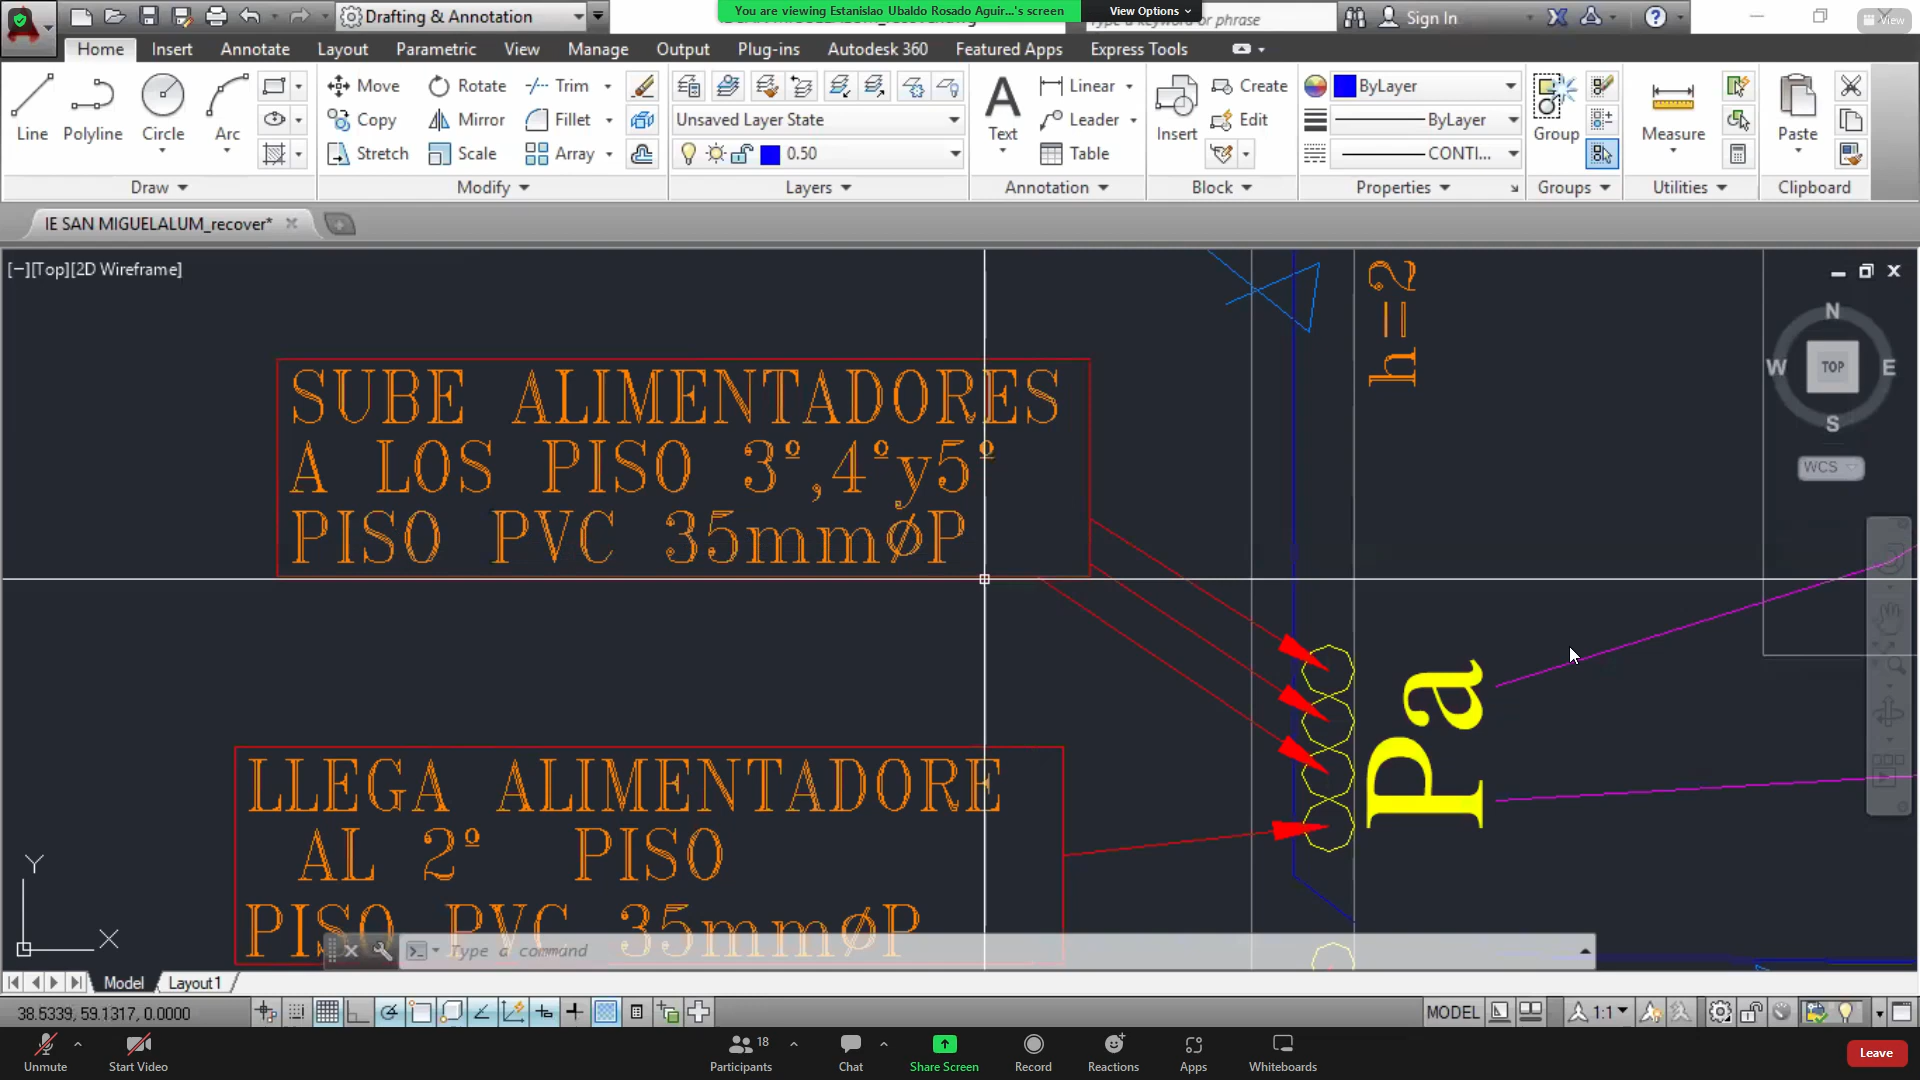 You are viewing Estanislao Ubaldo Rosado Aguir...'s screen
View Options
Drafting & Annotation
or phrase
Sign In
View
Home Insert Annotate Layout Parametric View Manage Output Plug-ins Autodesk 360 Featured Apps Express Tools
Line Polyline Circle Arc
Move Rotate Trim
Copy Mirror Fillet
Stretch Scale Array
Unsaved Layer State
0.50
Text
Linear
Leader
Table
Insert
Create
Edit
ByLayer
ByLayer
CONTI...
Group
Measure
Paste
Draw Modify Layers Annotation Block Properties Groups Utilities Clipboard
IE SAN MIGUELALUM_recover*
[−][Top][2D Wireframe]
h=2
N
W TOP E
S
WCS
SUBE ALIMENTADORES
A LOS PISO 3º,4ºy5º
PISO PVC 35mmøP
Pa
LLEGA ALIMENTADORE
AL 2º PISO
PISO PVC 35mmøP
Y
X
Type a command
Model Layout1
38.5339, 59.1317, 0.0000
MODEL
1:1
Unmute Start Video
18
Participants Chat Share Screen Record Reactions Apps Whiteboards
Leave